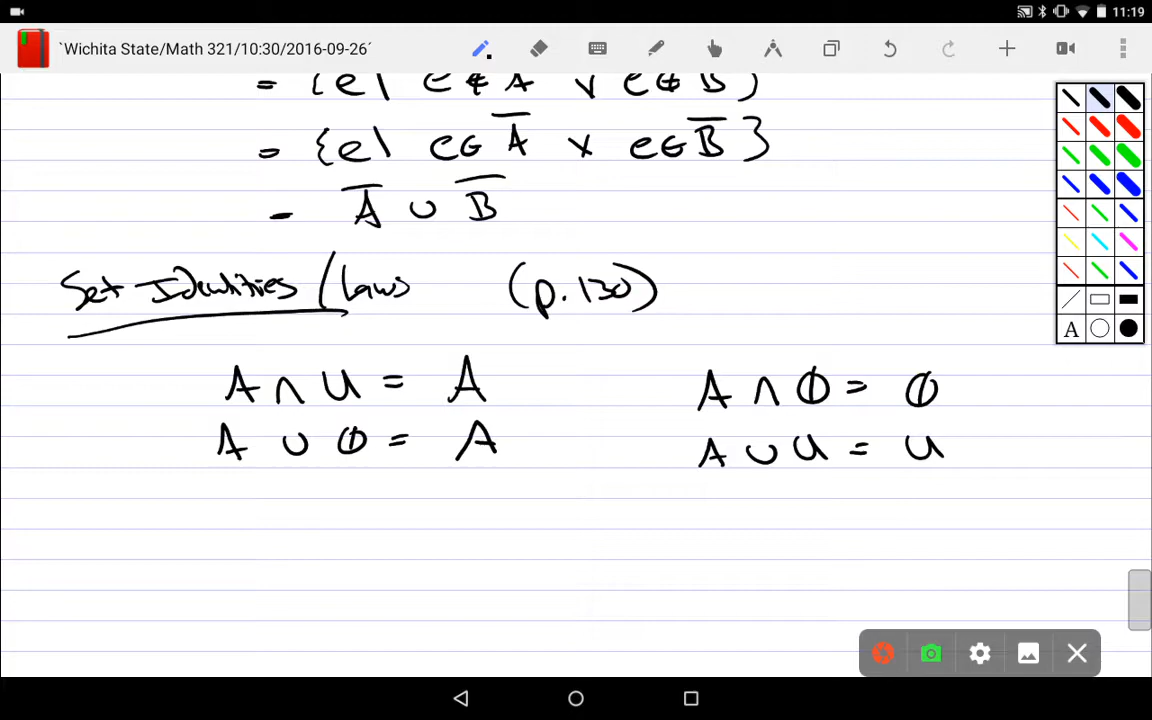 11:19
`Wichita State/Math 321/10:30/2016-09-26´
= {e| e∉A ∨ e∉B}
= {e| e∈A̅ ∨ e∈B̅}
= A̅ ∪ B̅
Set Identities / Laws (p.130)
A ∩ U = A A ∩ ∅ = ∅
A ∪ ∅ = A A ∪ U = U
A